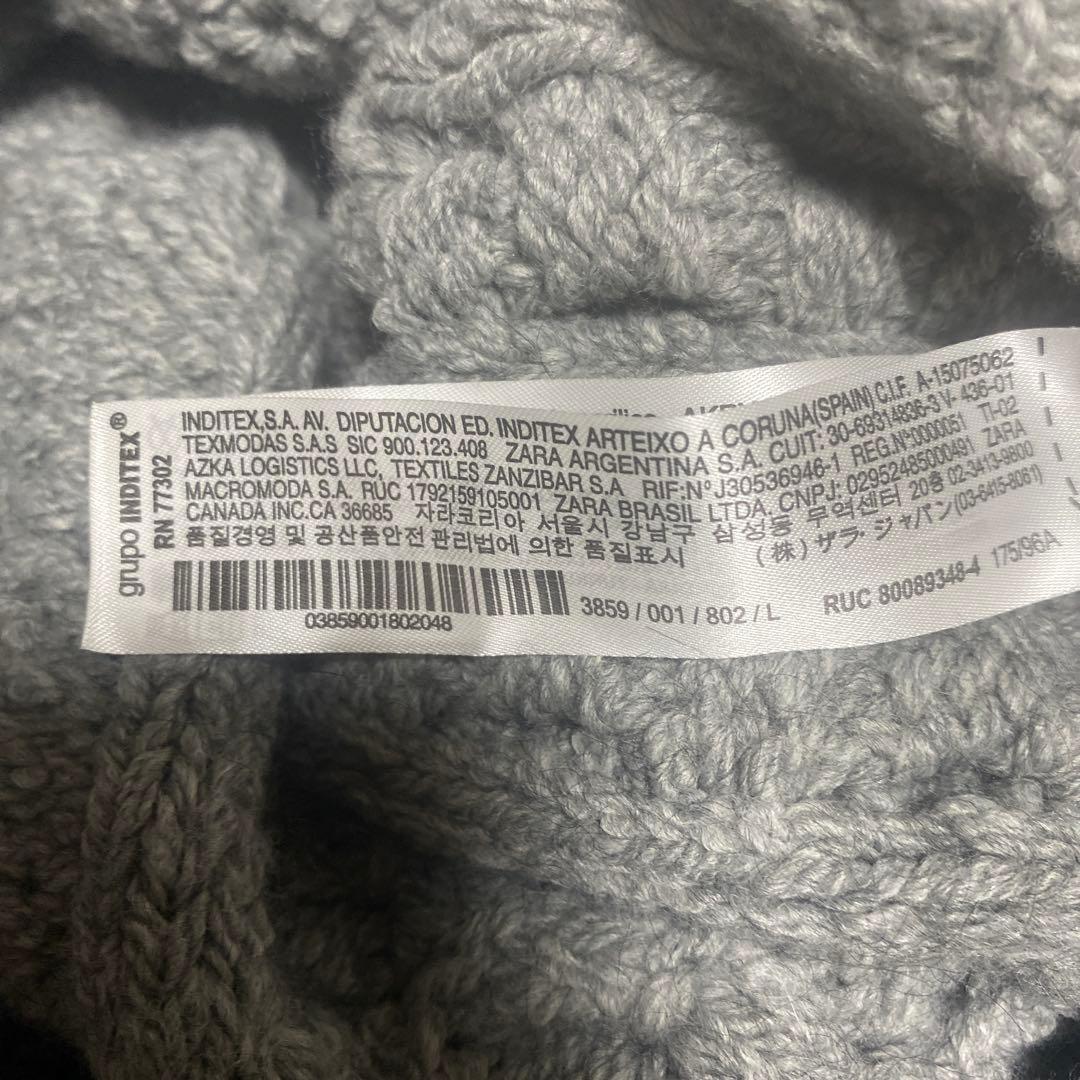 grupo INDITEX®
RN 77302
INDITEX,S.A. AV. DIPUTACION ED. INDITEX ARTEIXO A CORUNA(SPAIN) C.I.F. A-15075062
TEXMODAS S.A.S SIC 900.123.408 ZARA ARGENTINA S.A. CUIT: 30-69314836-3 V- 436-01
AZKA LOGISTICS LLC, TEXTILES ZANZIBAR S.A RIF:N° J30536946-1 REG.N°0000051 TI-02
MACROMODA S.A. RUC 1792159105001 ZARA BRASIL LTDA. CNPJ: 02952485000491 ZARA
CANADA INC.CA 36685 자라코리아 서울시 강남구 삼성동 무역센터 20층 02-3413-9800
품질경영 및 공산품안전 관리법에 의한 품질표시 (株) ザラ・ジャパン(03-6415-8061)
03859001802048
3859 / 001 / 802 / L
RUC 80089348-4 175/96A